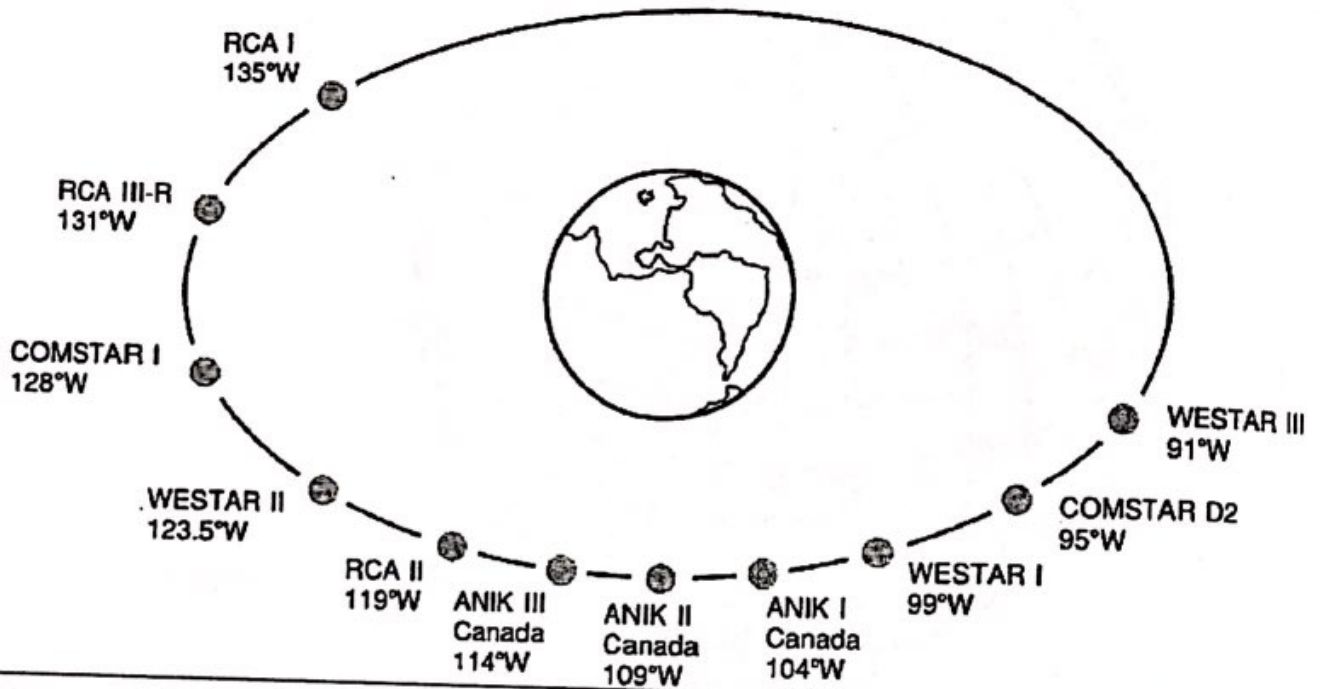 RCA I
135°W
RCA III-R
131°W
COMSTAR I
128°W
WESTAR II
123.5°W
RCA II
119°W
ANIK III
Canada
114°W
ANIK II
Canada
109°W
ANIK I
Canada
104°W
WESTAR I
99°W
COMSTAR D2
95°W
WESTAR III
91°W